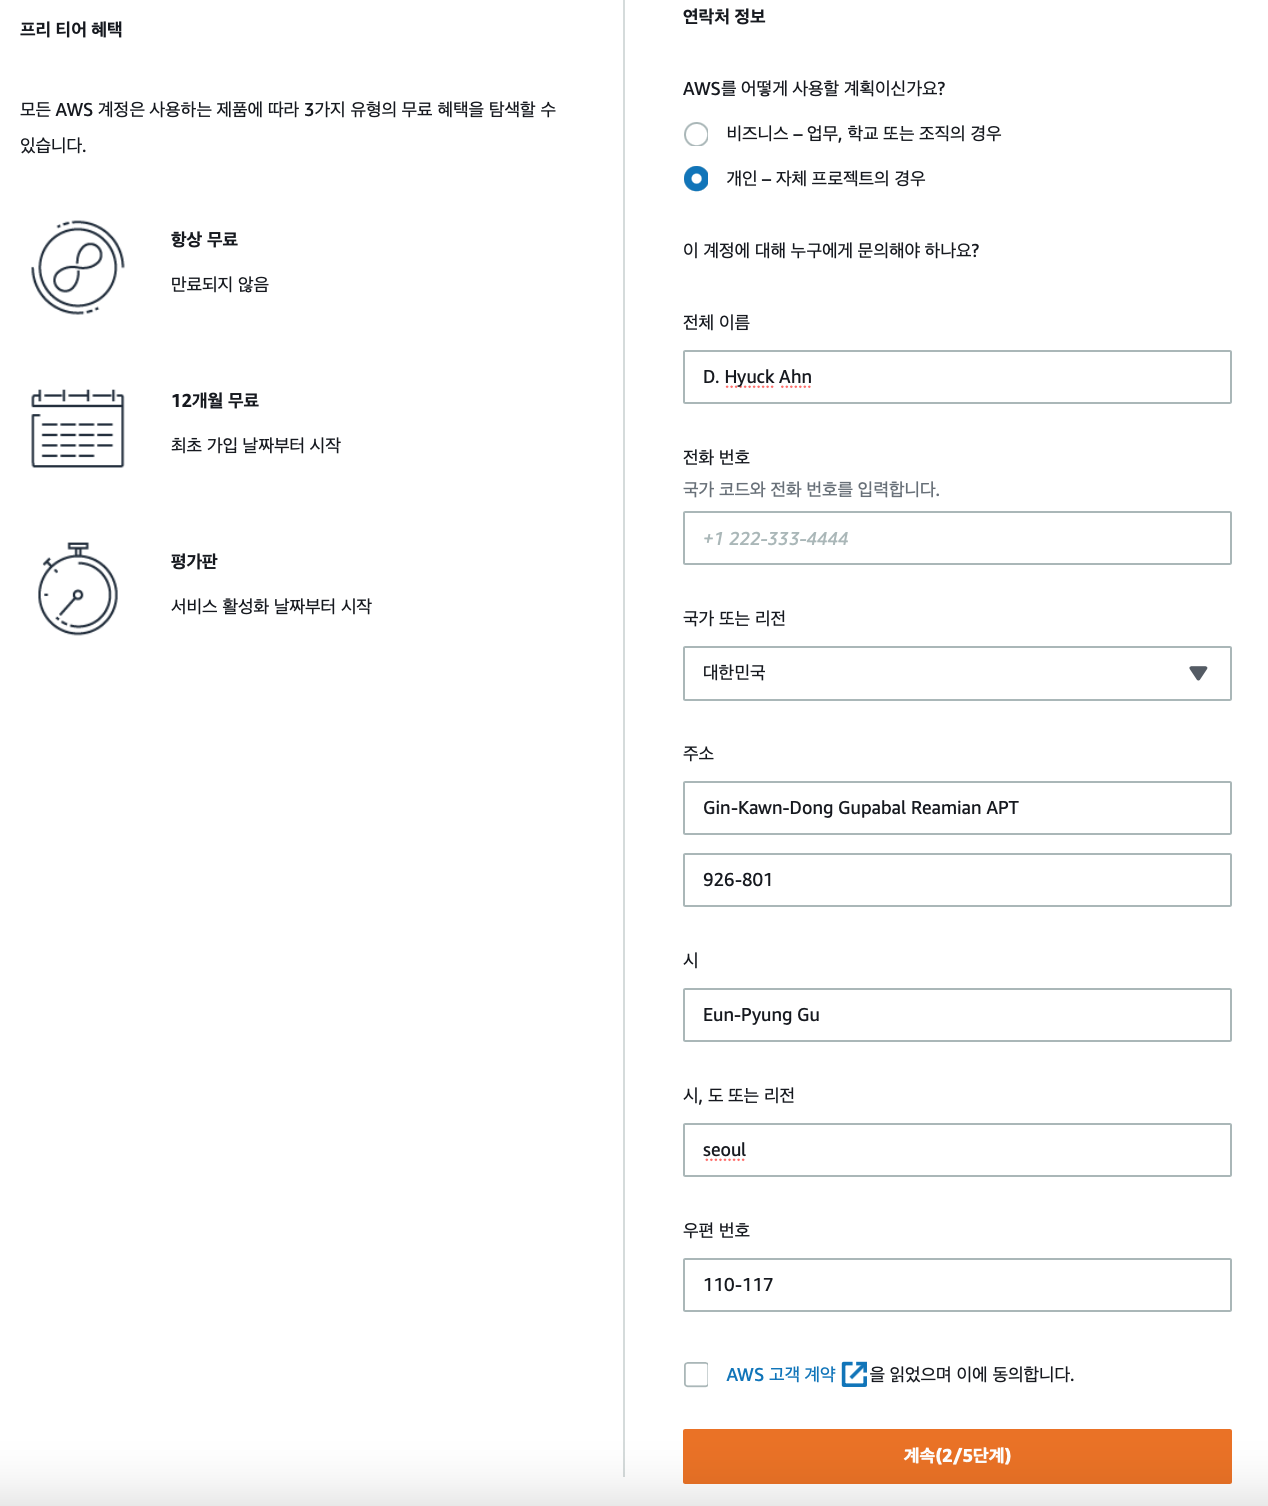 프리 티어 혜택
모든 AWS 계정은 사용하는 제품에 따라 3가지 유형의 무료 혜택을 탐색할 수
있습니다.
항상 무료
만료되지 않음
12개월 무료
최초 가입 날짜부터 시작
평가판
서비스 활성화 날짜부터 시작
연락처 정보
AWS를 어떻게 사용할 계획이신가요?
비즈니스 – 업무, 학교 또는 조직의 경우
개인 – 자체 프로젝트의 경우
이 계정에 대해 누구에게 문의해야 하나요?
전체 이름
D. Hyuck Ahn
전화 번호
국가 코드와 전화 번호를 입력합니다.
+1 222-333-4444
국가 또는 리전
대한민국
주소
Gin-Kawn-Dong Gupabal Reamian APT
926-801
시
Eun-Pyung Gu
시, 도 또는 리전
seoul
우편 번호
110-117
AWS 고객 계약을 읽었으며 이에 동의합니다.
계속(2/5단계)